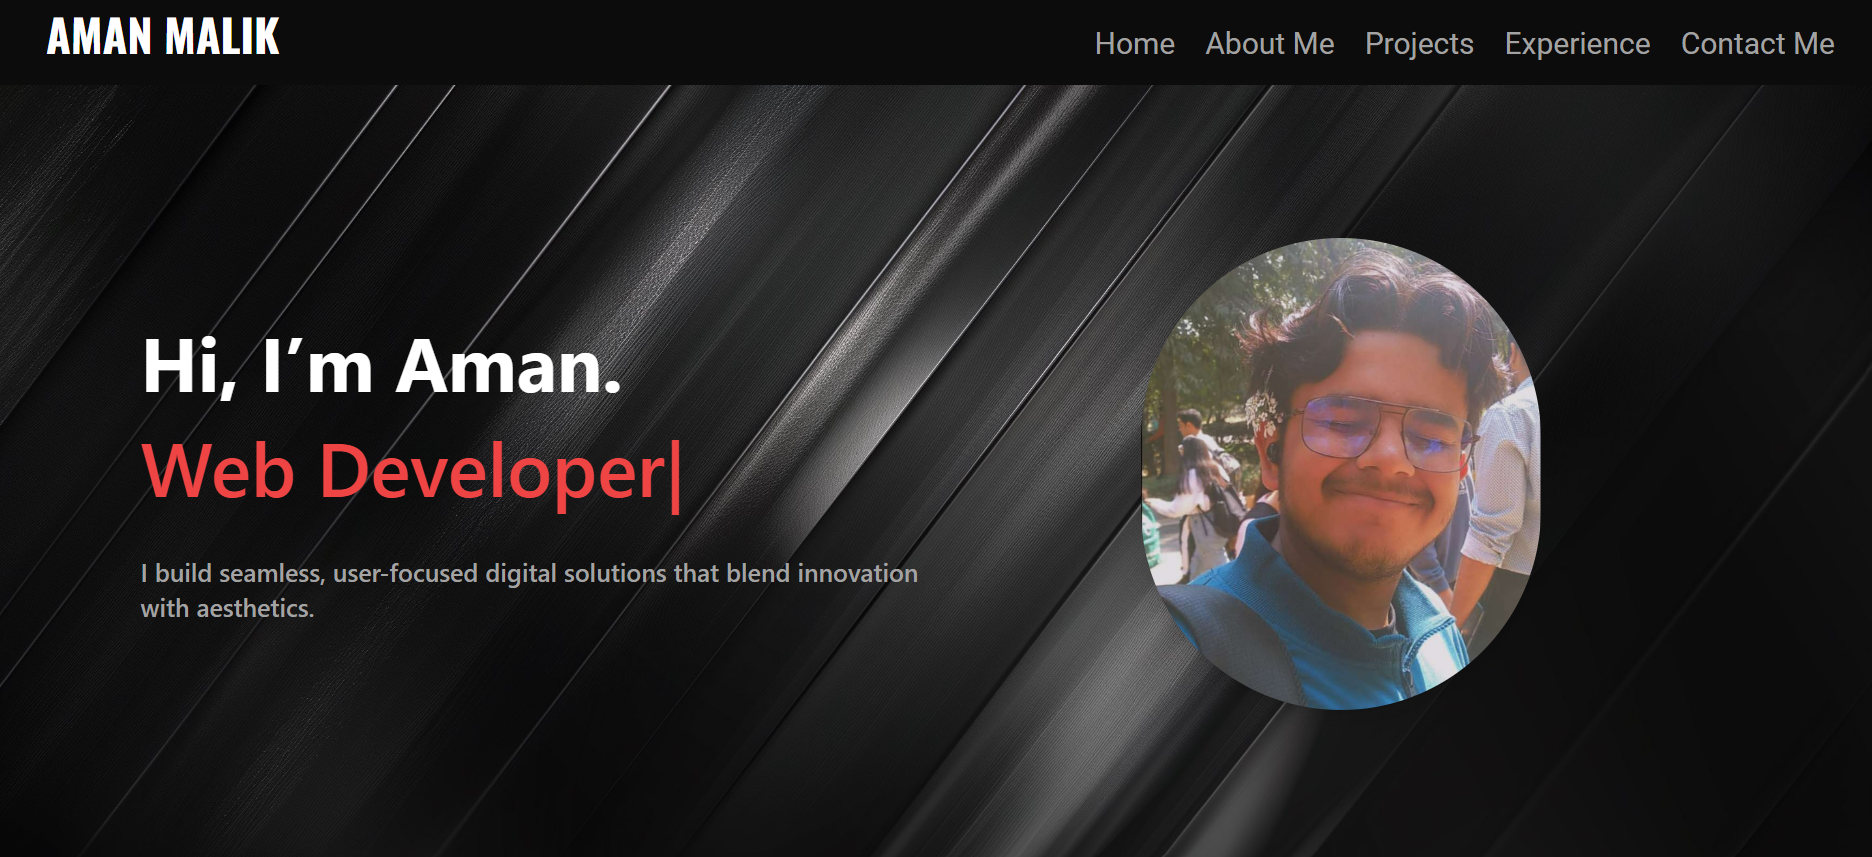 AMAN MALIK
Home About Me Projects Experience Contact Me
Hi, I’m Aman.
Web Developer|
I build seamless, user-focused digital solutions that blend innovation
with aesthetics.